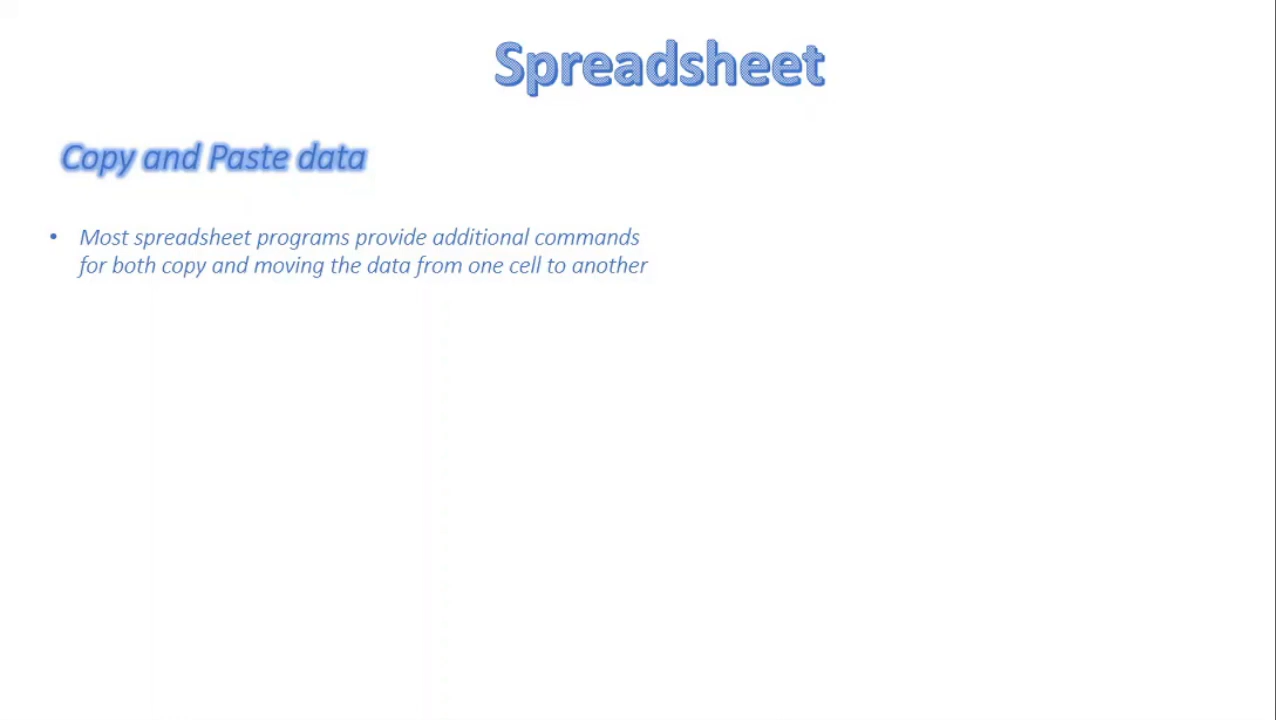 Spreadsheet
Copy and Paste data
• Most spreadsheet programs provide additional commands
for both copy and moving the data from one cell to another